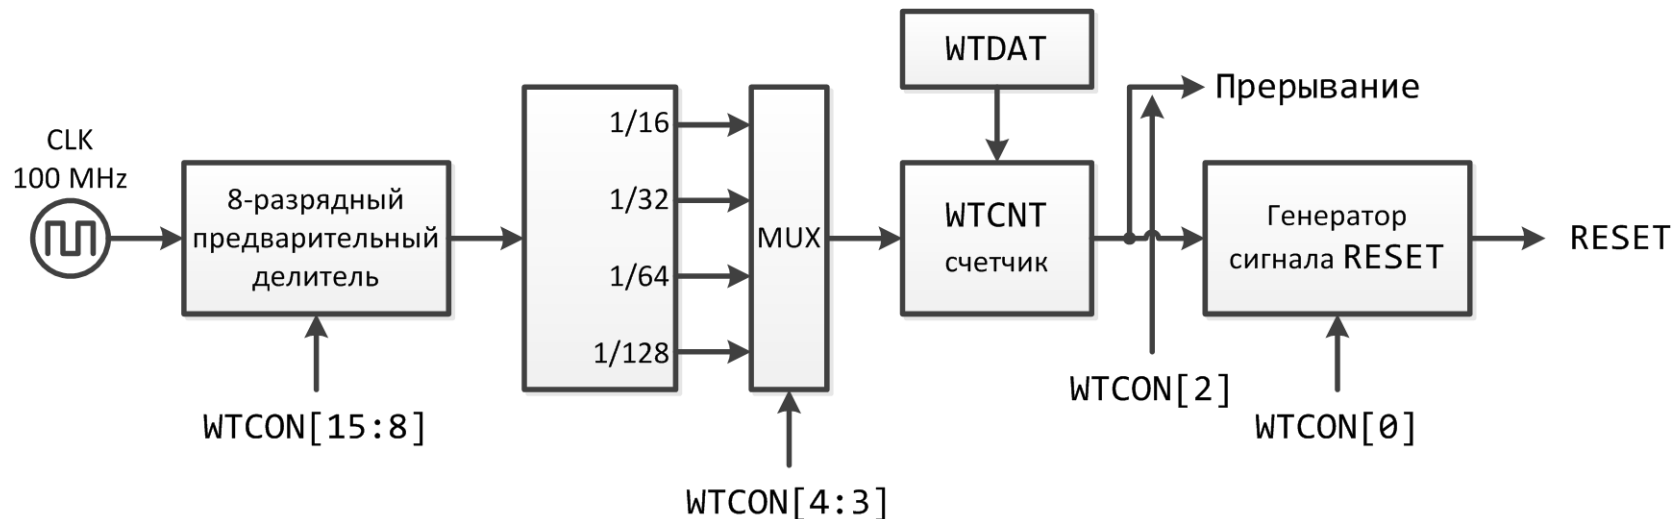 WTDAT
Прерывание
CLK
100 MHz
8-разрядный
предварительный
делитель
1/16
1/32
1/64
1/128
MUX
WTCNT
счетчик
Генератор
сигнала RESET
RESET
WTCON[15:8]
WTCON[4:3]
WTCON[2]
WTCON[0]